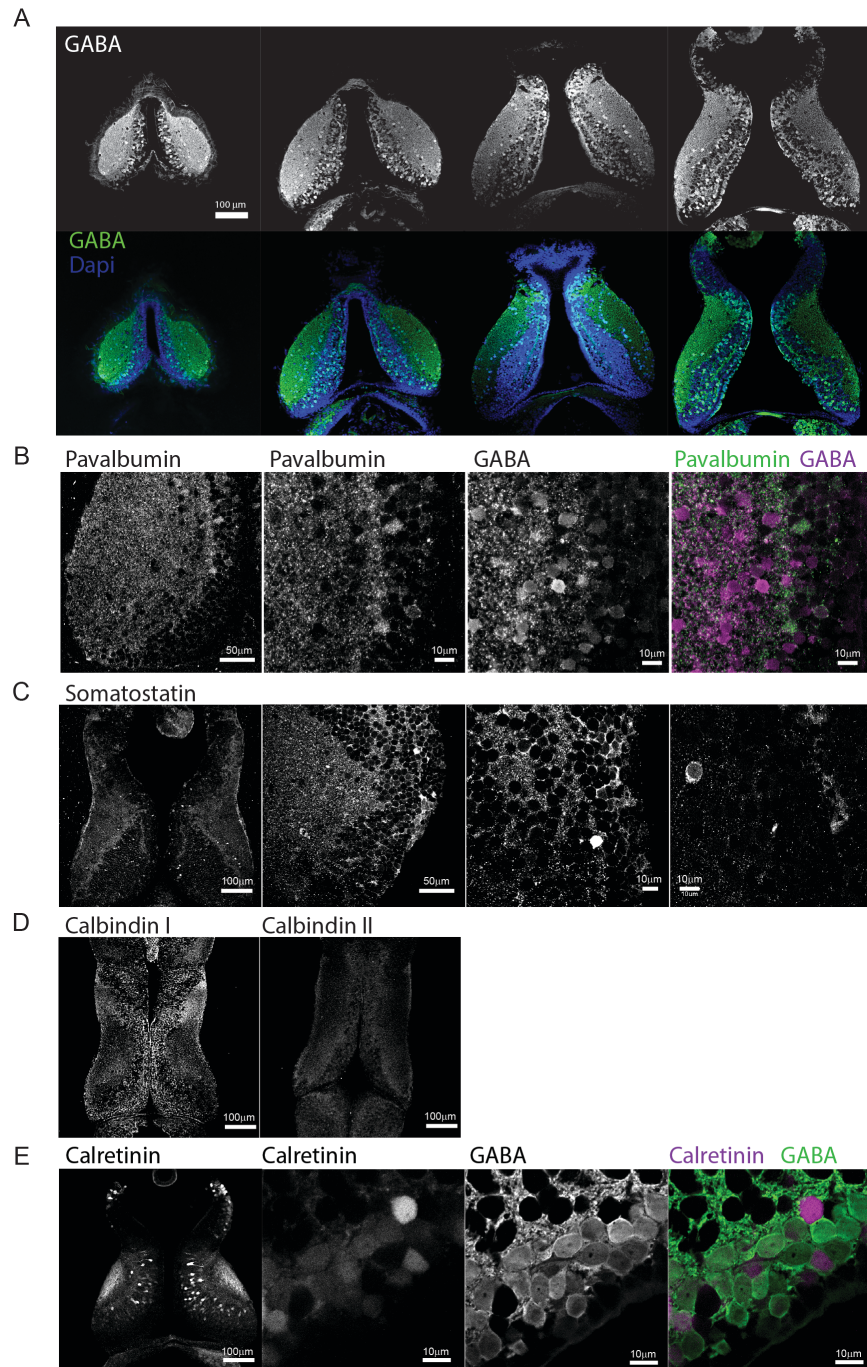 A
GABA
100 μm
GABA
Dapi
B
Pavalbumin Pavalbumin GABA Pavalbumin GABA
50μm 10μm 10μm 10μm
C
Somatostatin
100μm 50μm 10μm 10μm
10um
D
Calbindin I Calbindin II
100μm 100μm
E
Calretinin Calretinin GABA Calretinin GABA
100μm 10μm 10μm 10μm